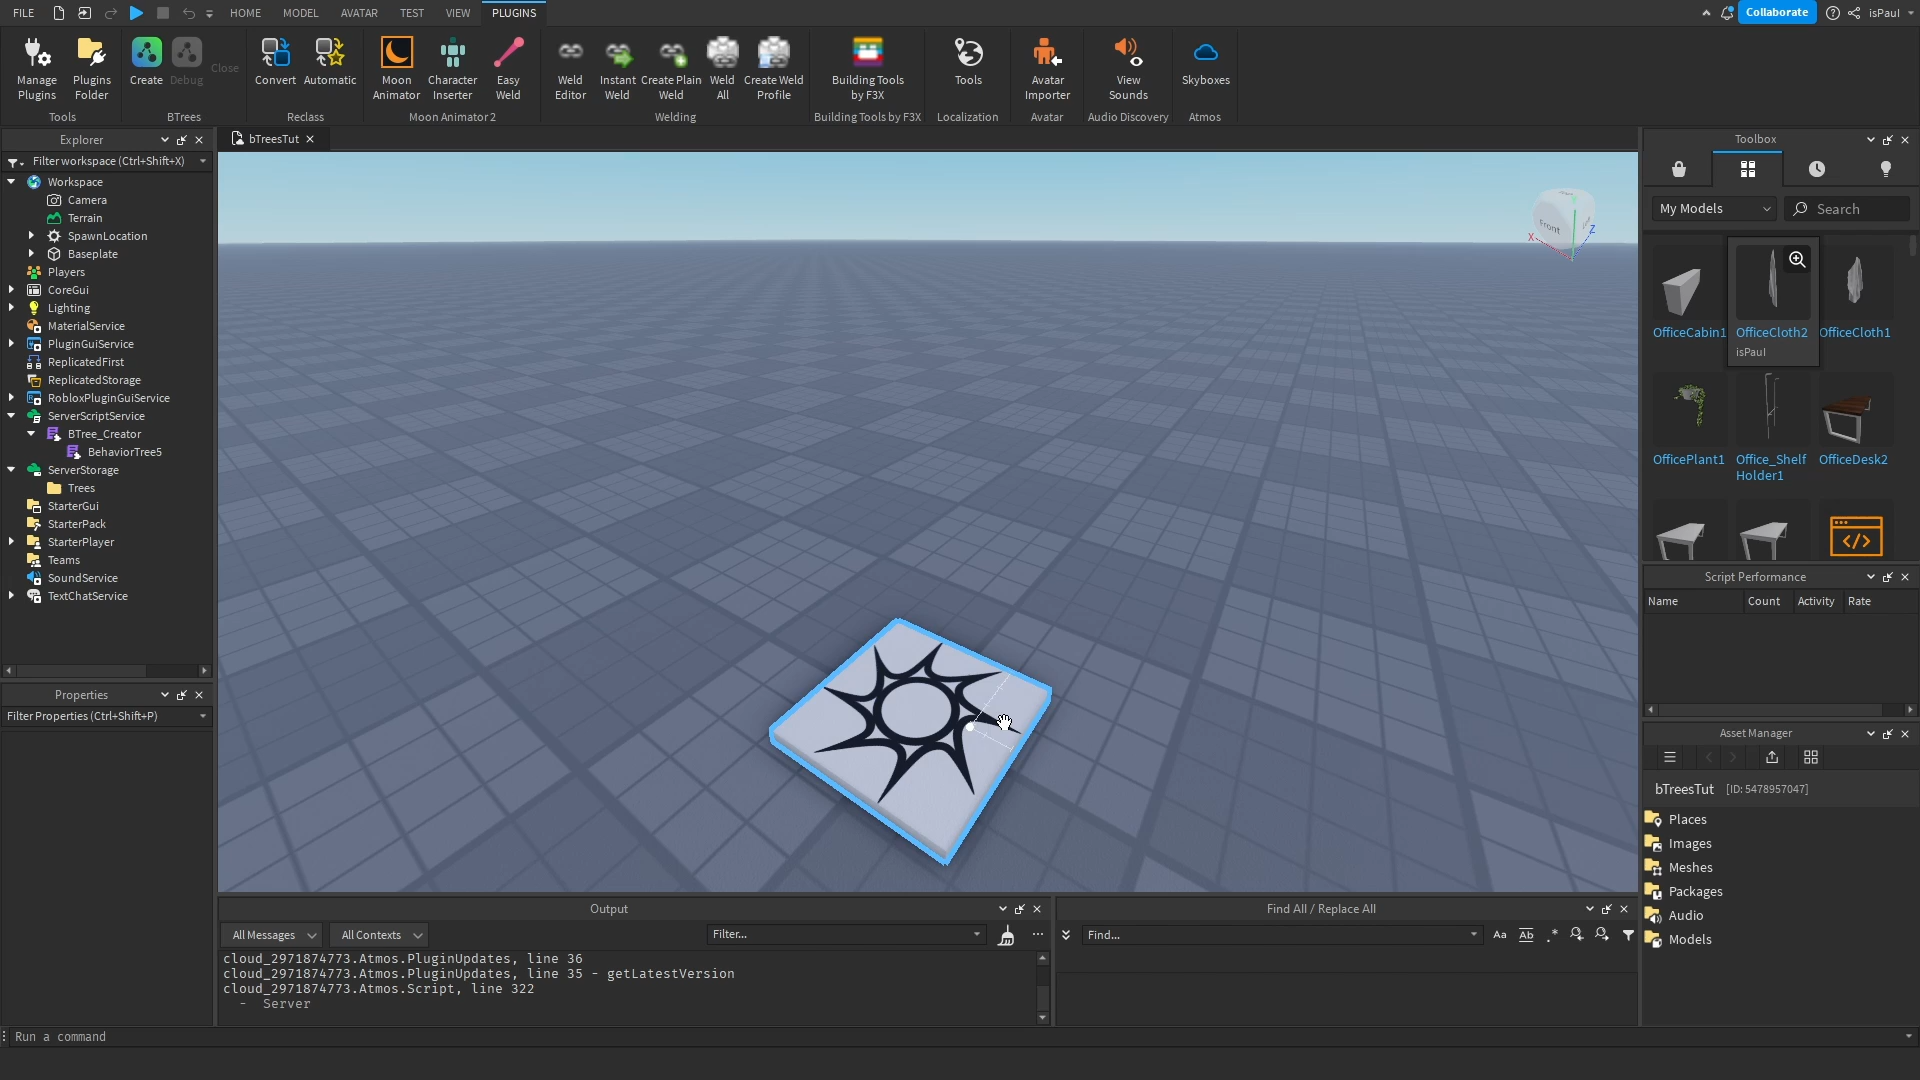 FILE
HOME
MODEL
AVATAR
TEST
VIEW
PLUGINS
Collaborate
isPaul
Manage
Plugins
Plugins
Folder
Tools
Create
Debug
Close
BTrees
Convert
Automatic
Reclass
Moon
Animator
Character
Inserter
Easy
Weld
Moon Animator 2
Weld
Editor
Instant
Weld
Create Plain
Weld
Weld
All
Create Weld
Profile
Welding
Building Tools
by F3X
Building Tools by F3X
Tools
Localization
Avatar
Importer
Avatar
View
Sounds
Audio Discovery
Skyboxes
Atmos
Explorer
Filter workspace (Ctrl+Shift+X)
Workspace
Camera
Terrain
SpawnLocation
Baseplate
Players
CoreGui
Lighting
MaterialService
PluginGuiService
ReplicatedFirst
ReplicatedStorage
RobloxPluginGuiService
ServerScriptService
BTree_Creator
BehaviorTree5
ServerStorage
Trees
StarterGui
StarterPack
StarterPlayer
Teams
SoundService
TextChatService
Properties
Filter Properties (Ctrl+Shift+P)
bTreesTut
Front
X
Z
Output
All Messages
All Contexts
Filter...
cloud_2971874773.Atmos.PluginUpdates, line 36
cloud_2971874773.Atmos.PluginUpdates, line 35 - getLatestVersion
cloud_2971874773.Atmos.Script, line 322
- Server
Find All / Replace All
Find...
Aa
Ab
.*
Toolbox
My Models
Search
OfficeCabin1
OfficeCloth2
isPaul
OfficeCloth1
OfficePlant1
Office_Shelf
Holder1
OfficeDesk2
Script Performance
Name
Count
Activity
Rate
Asset Manager
bTreesTut [ID: 5478957047]
Places
Images
Meshes
Packages
Audio
Models
Run a command